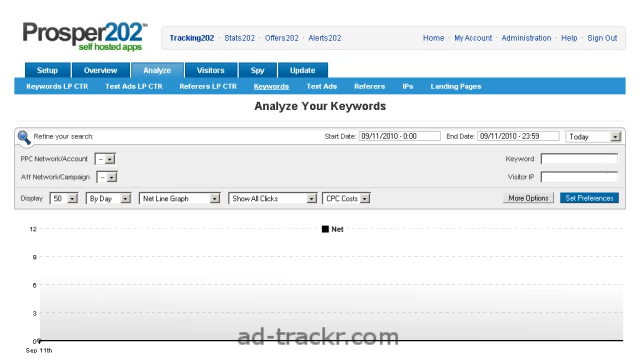 Prosper202™
self hosted apps
Tracking202 · Stats202 · Offers202 · Alerts202
Home · My Account · Administration · Help · Sign Out
Setup Overview Analyze Visitors Spy Update
Keywords LP CTR Text Ads LP CTR Referers LP CTR Keywords Text Ads Referers IPs Landing Pages
Analyze Your Keywords
Refine your search: Start Date: 09/11/2010 - 0:00 End Date: 09/11/2010 - 23:59 Today
PPC Network/Account -- Keyword
Aff Network/Campaign -- Visitor IP
Display 50 By Day Net Line Graph Show All Clicks CPC Costs More Options Set Preferences
12 Net
9
6
3
0
Sep 11th
ad-trackr.com